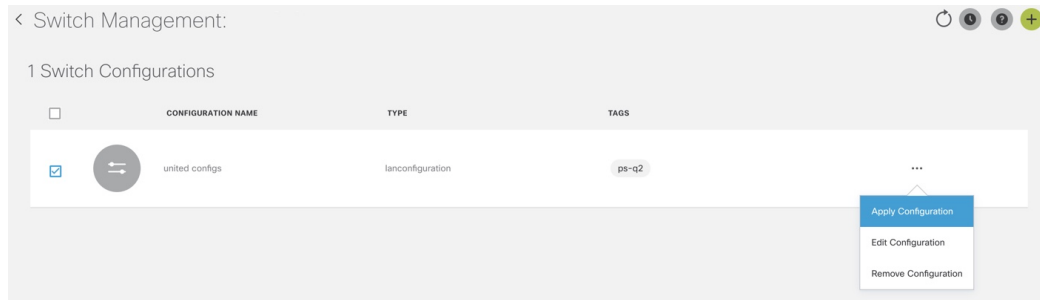 Switch Management:
1 Switch Configurations
CONFIGURATION NAME TYPE TAGS
united configs lanconfiguration ps-q2
Apply Configuration
Edit Configuration
Remove Configuration